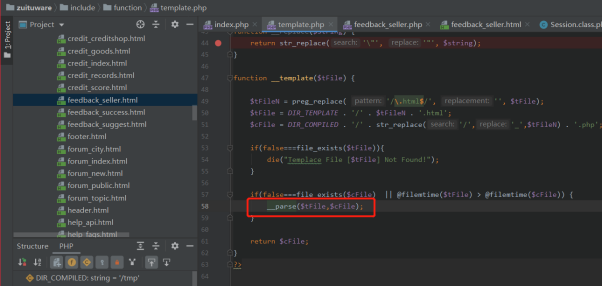 zuituware > include > function > template.php
Project
index.php
template.php
feedback_seller.php
feedback_seller.html
Session.class.php
1: Project
credit_creditshop.html
credit_goods.html
credit_index.html
credit_records.html
credit_score.html
feedback_seller.html
feedback_success.html
feedback_suggest.html
footer.html
forum_city.html
forum_index.html
forum_new.html
forum_public.html
forum_topic.html
header.html
help_api.html
help_faqs.html
Structure PHP
DIR_COMPILED: string = '/tmp'
44 return str_replace( search: '\"', replace: '"', $string);
45 }
46
47 function __template($tFile) {
49 $tFileN = preg_replace( pattern: '/\.html$/', replacement: '', $tFile);
50 $tFile = DIR_TEMPLATE . '/' . $tFileN . '.html';
51 $cFile = DIR_COMPILED . '/' . str_replace( search: '/', replace: '_',$tFileN) . '.php';
53 if(false===file_exists($tFile)){
54 die("Templace File [$tFile] Not Found!");
55 }
57 if(false===file_exists($cFile) || @filemtime($tFile) > @filemtime($cFile)) {
58 __parse($tFile,$cFile);
59 }
61 return $cFile;
62 }
63 ?>
64